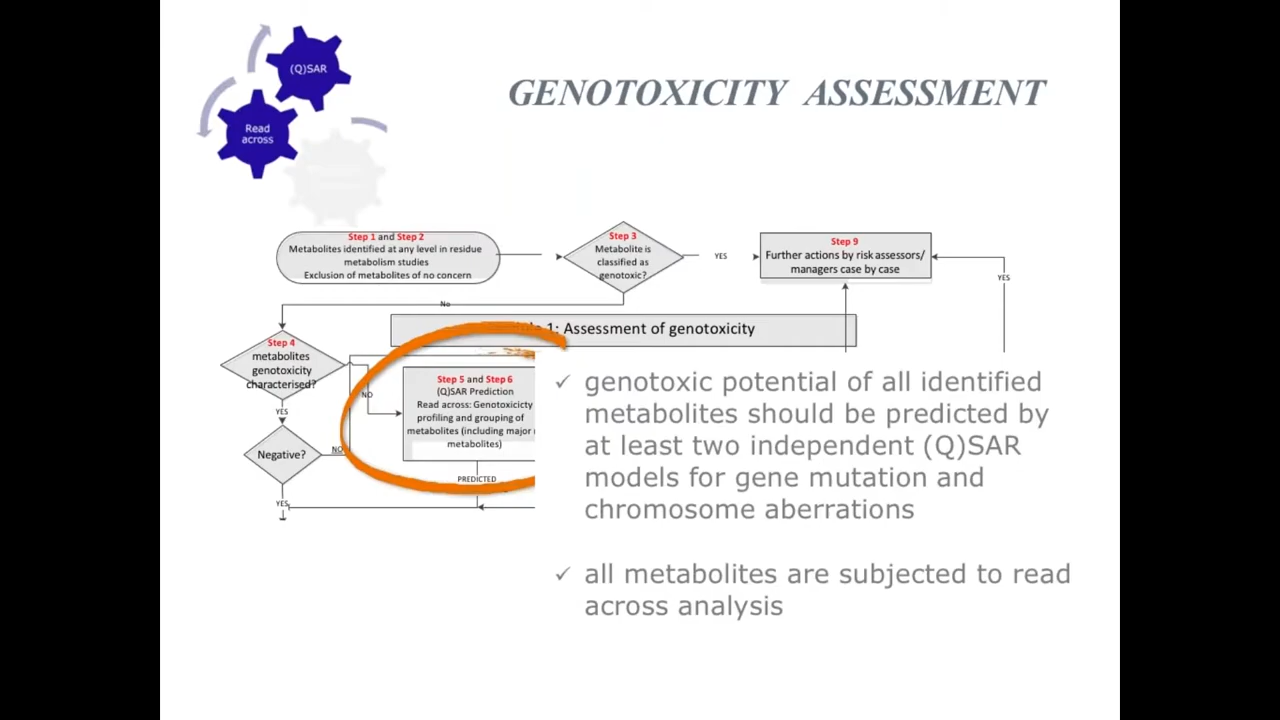 (Q)SAR
Read
across
GENOTOXICITY ASSESSMENT
Step 1 and Step 2
Metabolites identified at any level in residue
metabolism studies
Exclusion of metabolites of no concern
Step 3
Metabolite is
classified as
genotoxic?
YES
Step 9
Further actions by risk assessors/
managers case by case
YES
No
1: Assessment of genotoxicity
Step 4
metabolites
genotoxicity
characterised?
NO
YES
Negative?
NO
YES
Step 5 and Step 6
(Q)SAR Prediction
Read across: Genotoxicicty
profiling and grouping of
metabolites (including major
metabolites)
PREDICTED
✓ genotoxic potential of all identified
metabolites should be predicted by
at least two independent (Q)SAR
models for gene mutation and
chromosome aberrations
✓ all metabolites are subjected to read
across analysis